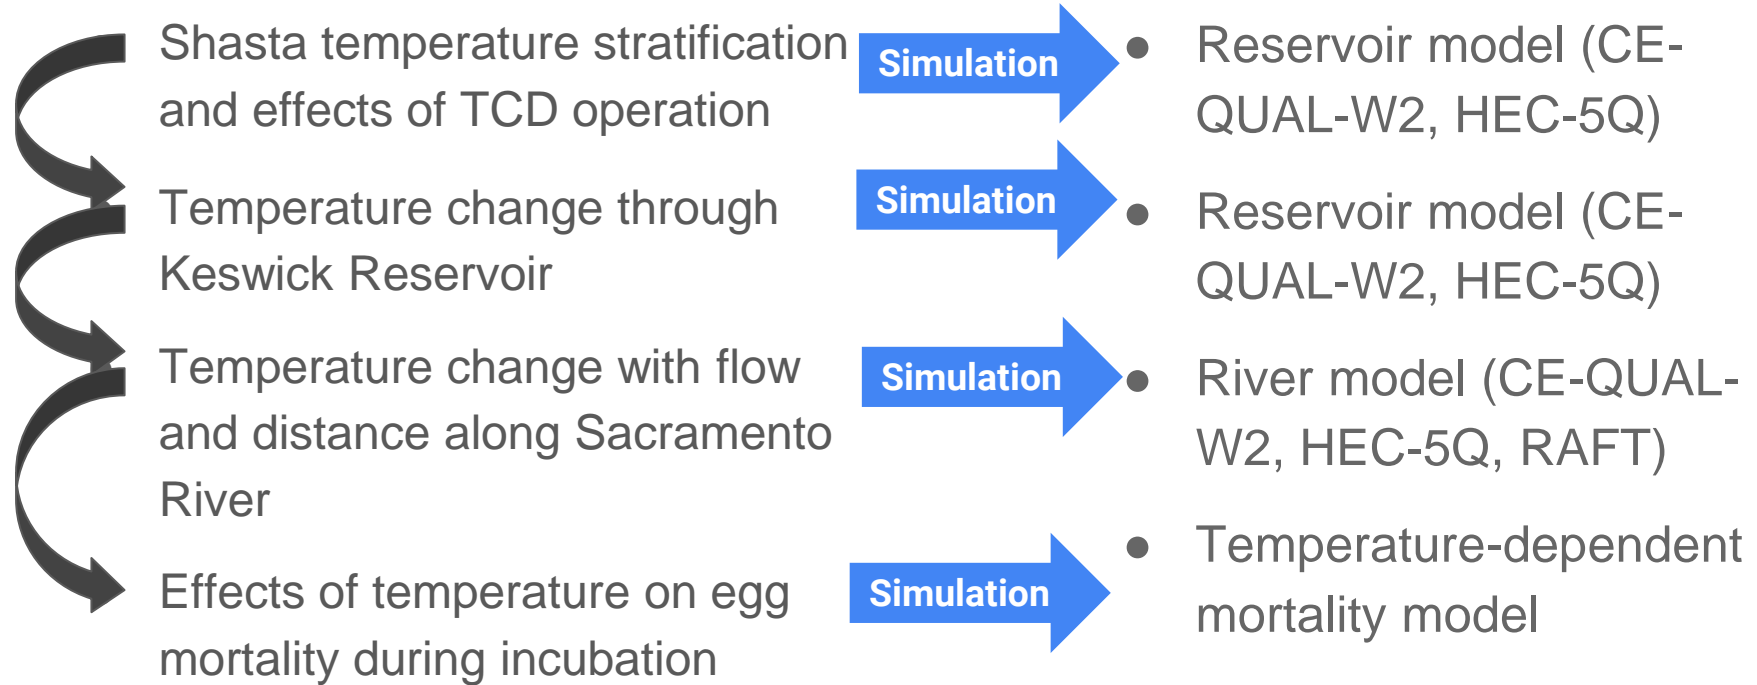 Shasta temperature stratification
and effects of TCD operation
Simulation
● Reservoir model (CE-
QUAL-W2, HEC-5Q)
Temperature change through
Keswick Reservoir
Simulation
● Reservoir model (CE-
QUAL-W2, HEC-5Q)
Temperature change with flow
and distance along Sacramento
River
Simulation
● River model (CE-QUAL-
W2, HEC-5Q, RAFT)
Effects of temperature on egg
mortality during incubation
Simulation
● Temperature-dependent
mortality model